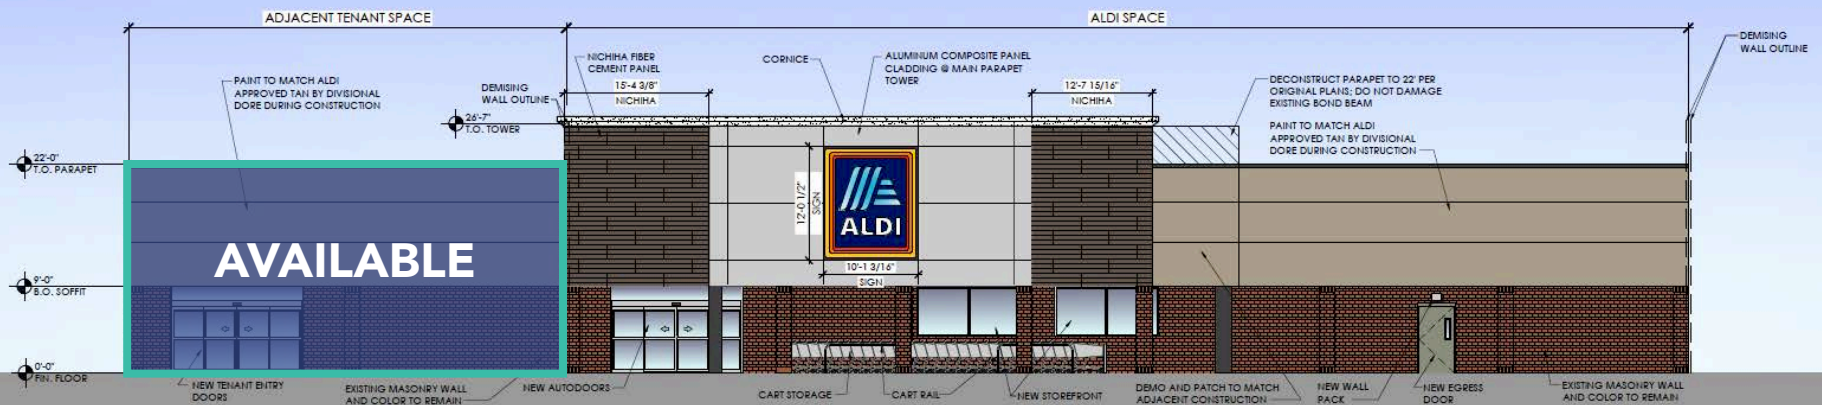 ADJACENT TENANT SPACE
ALDI SPACE
DEMISING
WALL OUTLINE
PAINT TO MATCH ALDI
APPROVED TAN BY DIVISIONAL
DORE DURING CONSTRUCTION
DEMISING
WALL OUTLINE
NICHIHA FIBER
CEMENT PANEL
15'-4 3/8"
NICHIHA
CORNICE
ALUMINUM COMPOSITE PANEL
CLADDING @ MAIN PARAPET
TOWER
12'-7 15/16"
NICHIHA
DECONSTRUCT PARAPET TO 22' PER
ORIGINAL PLANS; DO NOT DAMAGE
EXISTING BOND BEAM
PAINT TO MATCH ALDI
APPROVED TAN BY DIVISIONAL
DORE DURING CONSTRUCTION
26'-7"
T.O. TOWER
22'-0"
T.O. PARAPET
12'-0 1/2"
SIGN
ALDI
AVAILABLE
10'-1 3/16"
SIGN
9'-0"
B.O. SOFFIT
0'-0"
FIN. FLOOR
NEW TENANT ENTRY
DOORS
EXISTING MASONRY WALL
AND COLOR TO REMAIN
NEW AUTODOORS
CART STORAGE
CART RAIL
NEW STOREFRONT
DEMO AND PATCH TO MATCH
ADJACENT CONSTRUCTION
NEW WALL
PACK
NEW EGRESS
DOOR
EXISTING MASONRY WALL
AND COLOR TO REMAIN